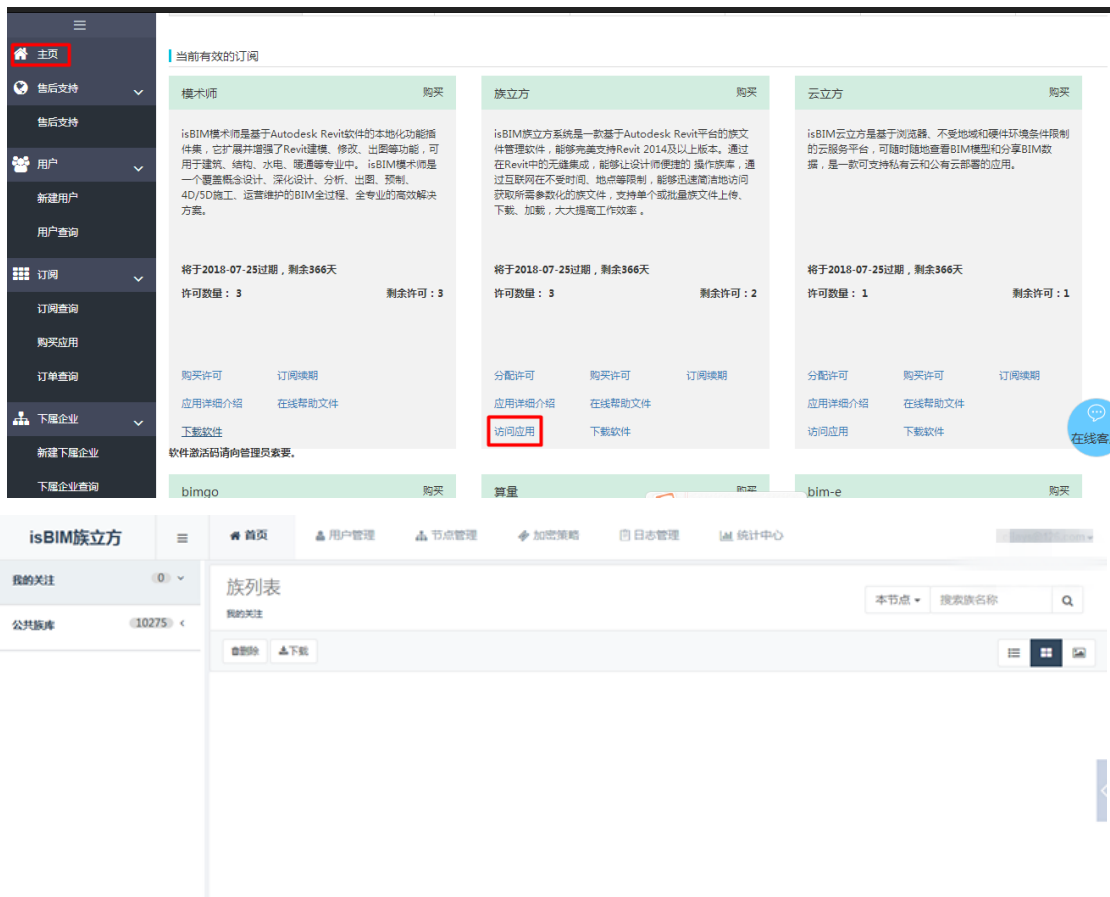 主页
当前有效的订阅
售后支持
售后支持
用户
新建用户
用户查询
订阅
订阅查询
购买应用
订单查询
下属企业
新建下属企业
下属企业查询
模术师 购买
isBIM模术师是基于Autodesk Revit软件的本地化功能插
件集，它扩展并增强了Revit建模、修改、出图等功能，可
用于建筑、结构、水电、暖通等专业中。 isBIM模术师是
一个覆盖概念设计、深化设计、分析、出图、预制、
4D/5D施工、运营维护的BIM全过程、全专业的高效解决
方案。
将于2018-07-25过期，剩余366天
许可数量： 3 剩余许可：3
购买许可 订阅续期
应用详细介绍 在线帮助文件
下载软件
族立方 购买
isBIM族立方系统是一款基于Autodesk Revit平台的族文
件管理软件，能够完美支持Revit 2014及以上版本。通过
在Revit中的无缝集成，能够让设计师便捷的 操作族库，通
过互联网在不受时间、地点等限制，能够迅速简洁地访问
获取所需参数化的族文件，支持单个或批量族文件上传、
下载、加载，大大提高工作效率 。
将于2018-07-25过期，剩余366天
许可数量： 3 剩余许可：2
分配许可 购买许可 订阅续期
应用详细介绍 在线帮助文件
访问应用 下载软件
云立方 购买
isBIM云立方是基于浏览器、不受地域和硬件环境条件限制
的云服务平台，可随时随地查看BIM模型和分享BIM数
据，是一款可支持私有云和公有云部署的应用。
将于2018-07-25过期，剩余366天
许可数量： 1 剩余许可：1
分配许可 购买许可 订阅续期
应用详细介绍 在线帮助文件
访问应用 下载软件
在线客
软件激活码请向管理员索要。
bimgo 购买
算量 购买
bim-e 购买
isBIM族立方
首页 用户管理 节点管理 加密策略 日志管理 统计中心
我的关注 0
公共族库 10275
族列表
我的关注
本节点 搜索族名称
删除 下载